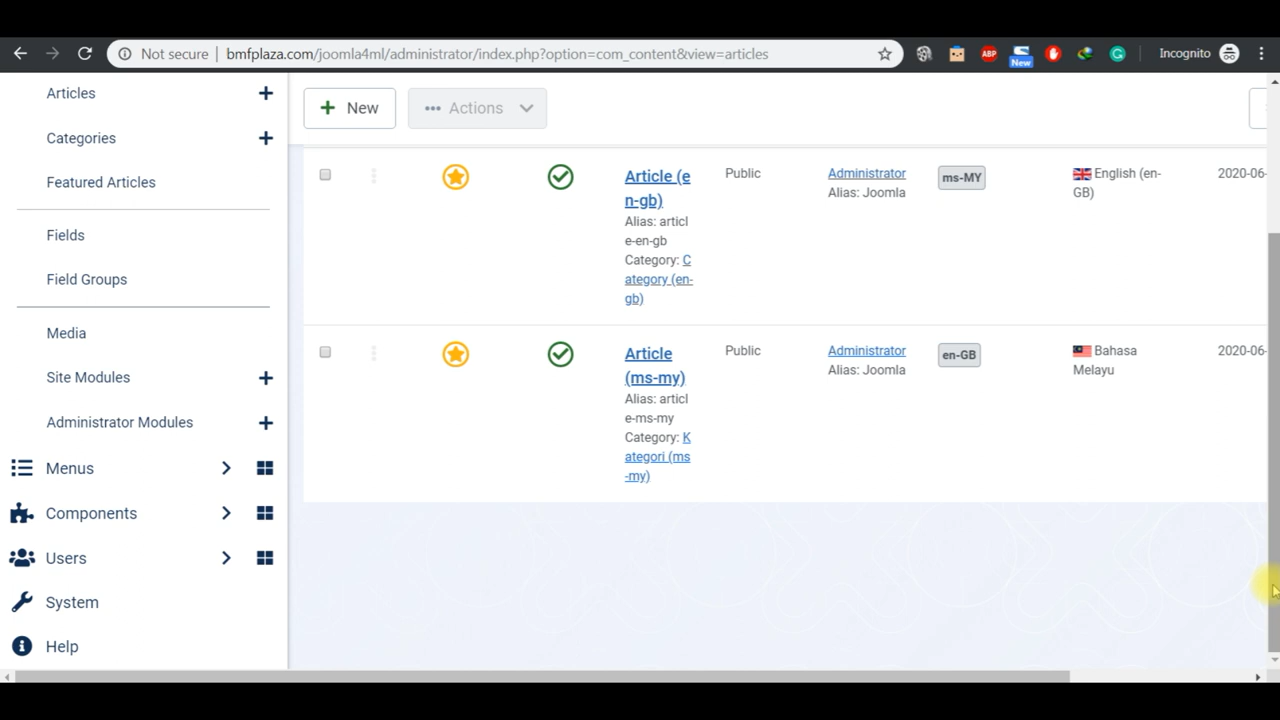 Not secure | bmfplaza.com/joomla4ml/administrator/index.php?option=com_content&view=articles
ABP
New
Incognito
Articles
Categories
Featured Articles
Fields
Field Groups
Media
Site Modules
Administrator Modules
Menus
Components
Users
System
Help
New
Actions
Article (e
n-gb)
Alias: articl
e-en-gb
Category: C
ategory (en-
gb)
Public
Administrator
Alias: Joomla
ms-MY
English (en-
GB)
2020-06-
Article
(ms-my)
Alias: articl
e-ms-my
Category: K
ategori (ms
-my)
Public
Administrator
Alias: Joomla
en-GB
Bahasa
Melayu
2020-06-